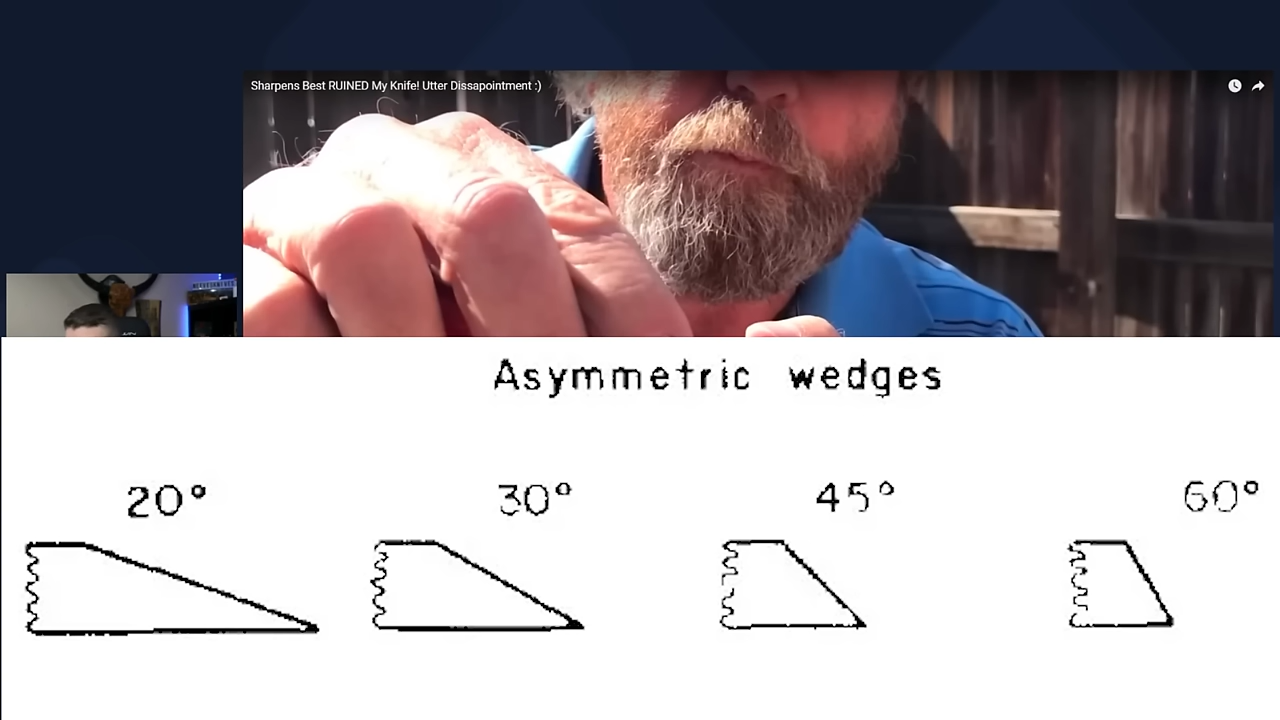 Sharpens Best RUINED My Knife! Utter Dissapointment :)
Asymmetric wedges
20° 30° 45° 60°